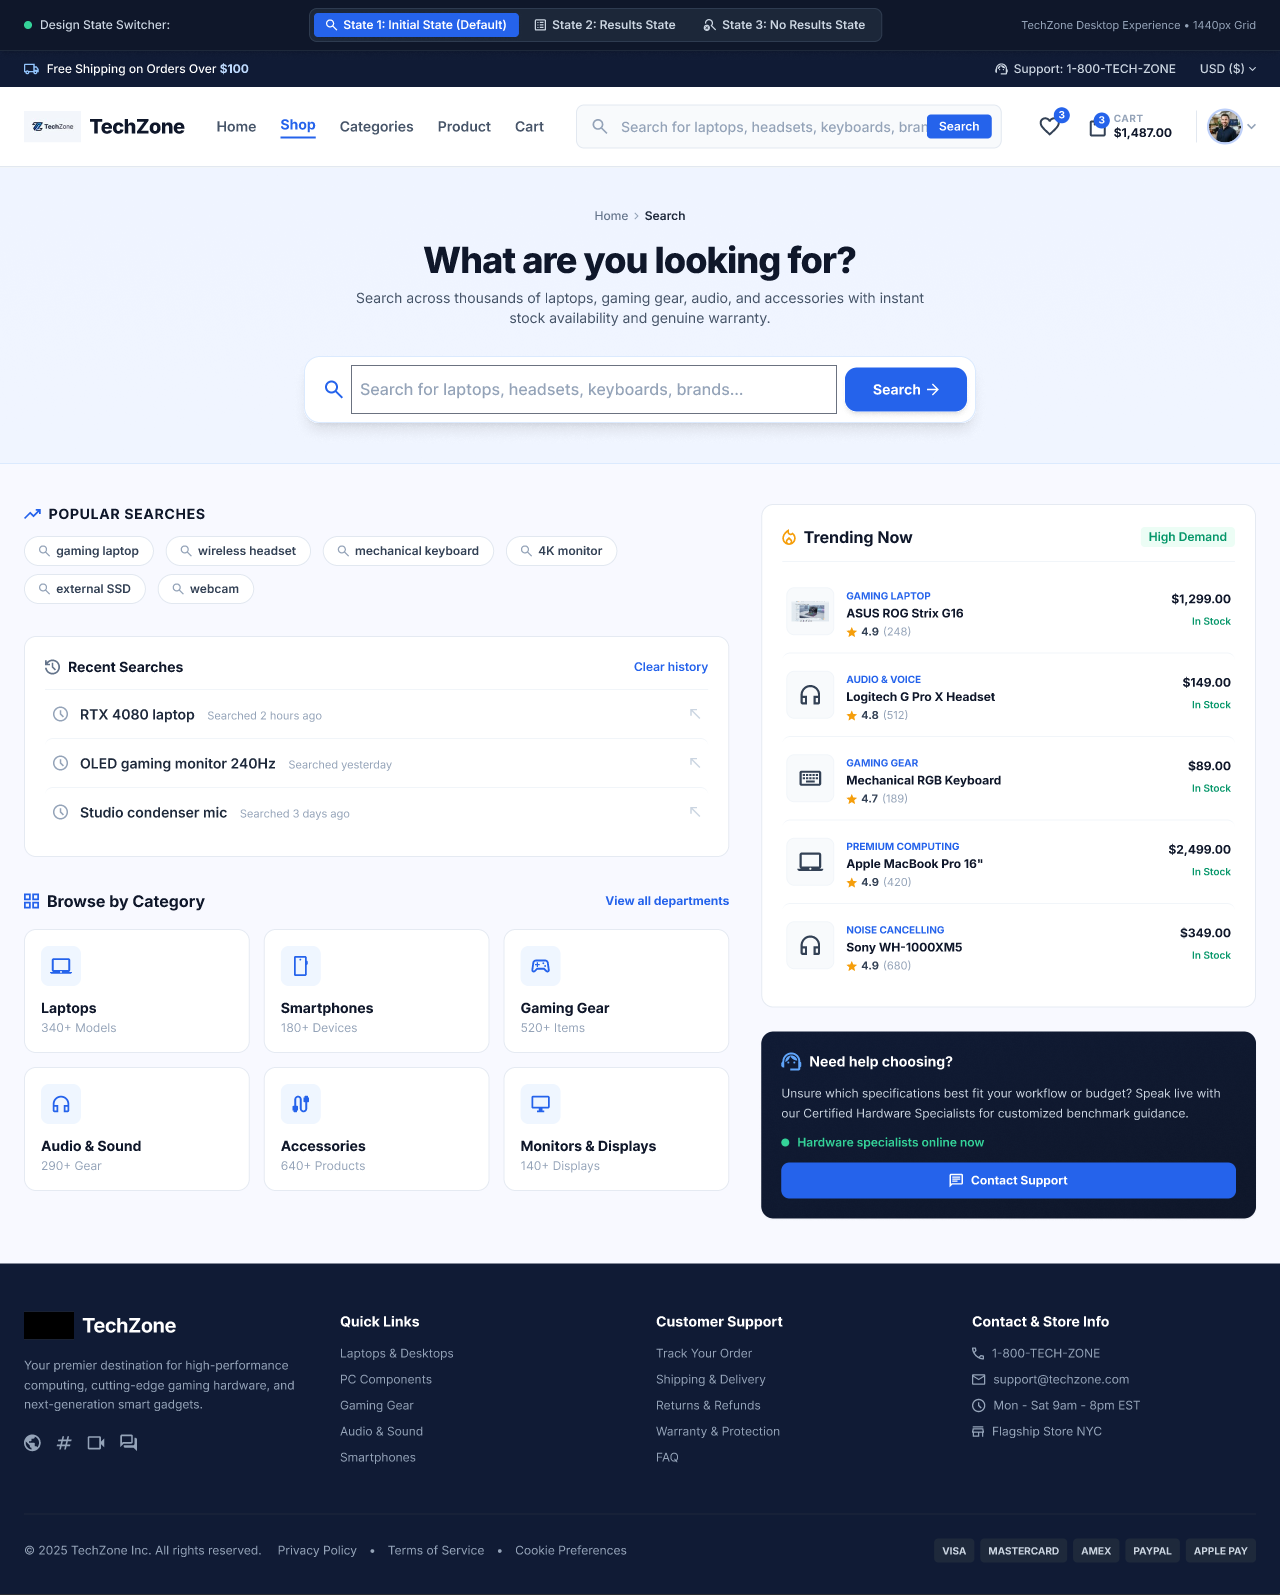 Design State Switcher:
State 1: Initial State (Default)
State 2: Results State
State 3: No Results State
TechZone Desktop Experience • 1440px Grid
Free Shipping on Orders Over $100
Support: 1-800-TECH-ZONE
USD ($)
TechZone
TechZone
Home
Shop
Categories
Product
Cart
Search for laptops, headsets, keyboards, bran
Search
3
3
CART
$1,487.00
Home
Search
What are you looking for?
Search across thousands of laptops, gaming gear, audio, and accessories with instant
stock availability and genuine warranty.
Search for laptops, headsets, keyboards, brands...
Search
POPULAR SEARCHES
gaming laptop
wireless headset
mechanical keyboard
4K monitor
external SSD
webcam
Recent Searches
Clear history
RTX 4080 laptop
Searched 2 hours ago
OLED gaming monitor 240Hz
Searched yesterday
Studio condenser mic
Searched 3 days ago
Browse by Category
View all departments
Laptops
340+ Models
Smartphones
180+ Devices
Gaming Gear
520+ Items
Audio & Sound
290+ Gear
Accessories
640+ Products
Monitors & Displays
140+ Displays
Trending Now
High Demand
GAMING LAPTOP
ASUS ROG Strix G16
4.9 (248)
$1,299.00
In Stock
AUDIO & VOICE
Logitech G Pro X Headset
4.8 (512)
$149.00
In Stock
GAMING GEAR
Mechanical RGB Keyboard
4.7 (189)
$89.00
In Stock
PREMIUM COMPUTING
Apple MacBook Pro 16"
4.9 (420)
$2,499.00
In Stock
NOISE CANCELLING
Sony WH-1000XM5
4.9 (680)
$349.00
In Stock
Need help choosing?
Unsure which specifications best fit your workflow or budget? Speak live with
our Certified Hardware Specialists for customized benchmark guidance.
Hardware specialists online now
Contact Support
TechZone
Your premier destination for high-performance
computing, cutting-edge gaming hardware, and
next-generation smart gadgets.
Quick Links
Laptops & Desktops
PC Components
Gaming Gear
Audio & Sound
Smartphones
Customer Support
Track Your Order
Shipping & Delivery
Returns & Refunds
Warranty & Protection
FAQ
Contact & Store Info
1-800-TECH-ZONE
support@techzone.com
Mon - Sat 9am - 8pm EST
Flagship Store NYC
© 2025 TechZone Inc. All rights reserved.
Privacy Policy • Terms of Service • Cookie Preferences
VISA
MASTERCARD
AMEX
PAYPAL
APPLE PAY